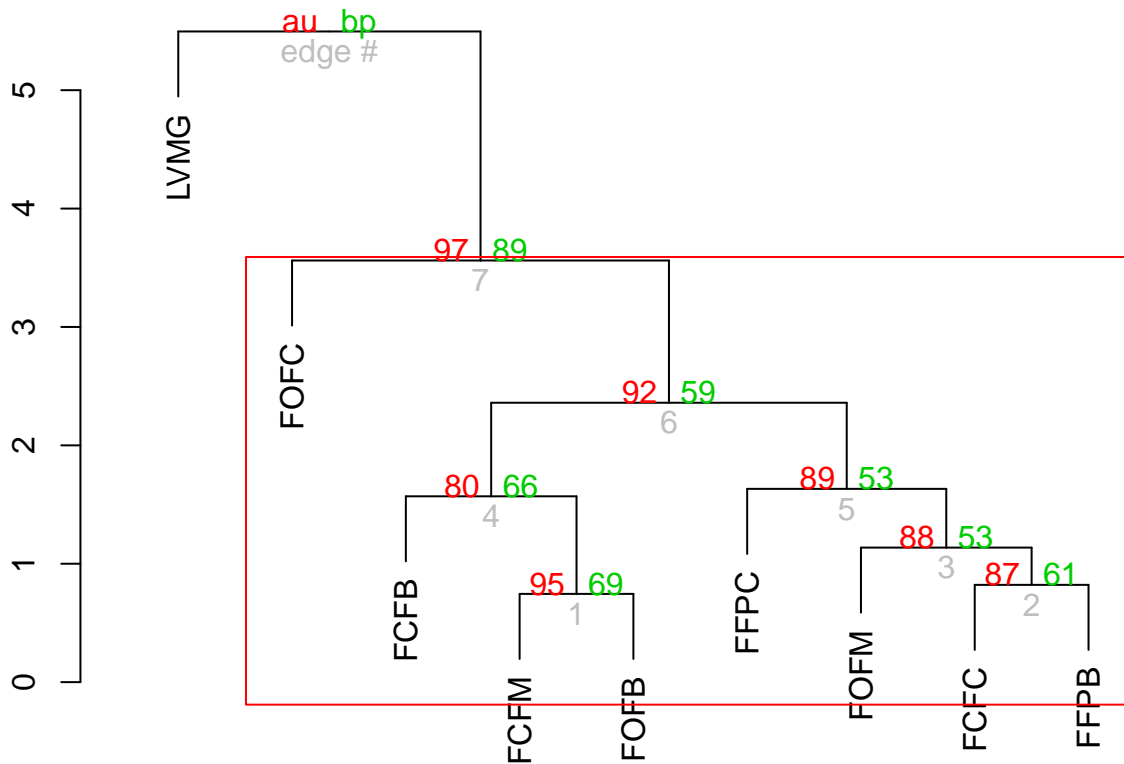 au bp
edge #
5
LVMG
4
97 89
7
3
FOFC
92 59
6
2
80 66
4
89 53
5
88 53
3
1
FCFB
95 69
1
FFPC
87 61
2
FOFM
0
FCFM
FOFB
FCFC
FFPB